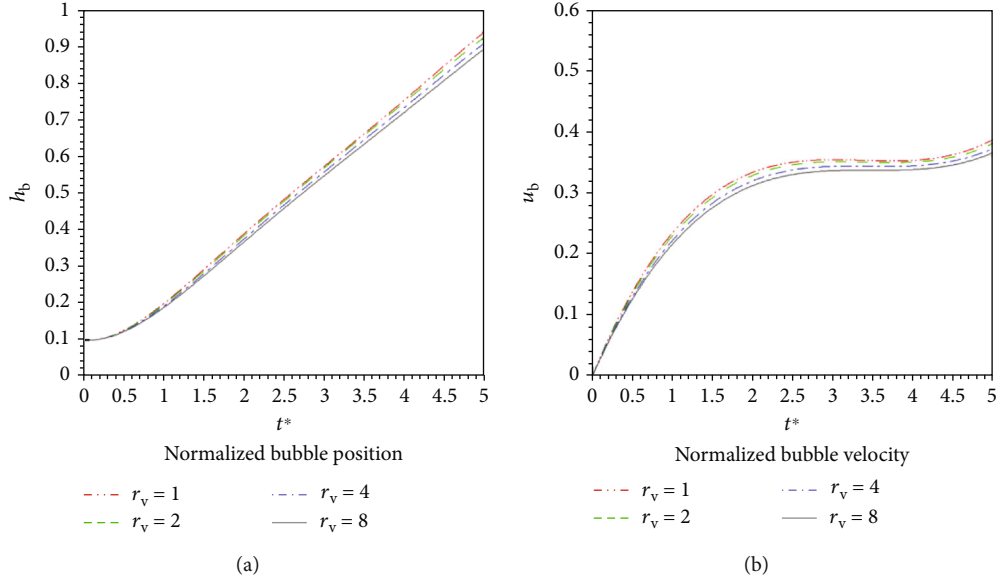 1
0.9
0.8
0.7
0.6
0.5
0.4
0.3
0.2
0.1
0
h_b
0 0.5 1 1.5 2 2.5 3 3.5 4 4.5 5
t*
Normalized bubble position
r_v = 1 r_v = 4
r_v = 2 r_v = 8
(a)
0.6
0.5
0.4
0.3
0.2
0.1
0
u_b
0 0.5 1 1.5 2 2.5 3 3.5 4 4.5 5
t*
Normalized bubble velocity
r_v = 1 r_v = 4
r_v = 2 r_v = 8
(b)